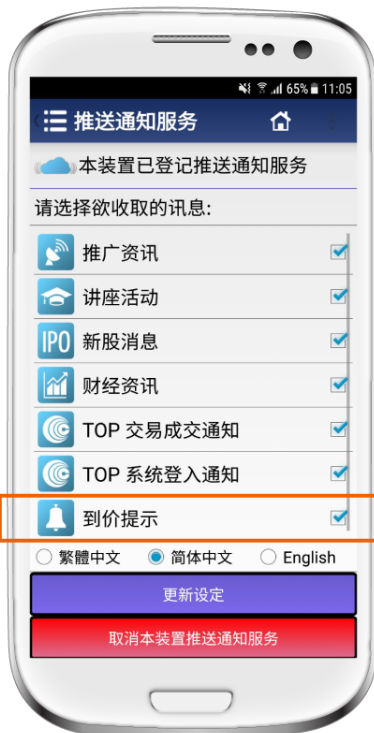 65% 11:05
推送通知服务
本装置已登记推送通知服务
请选择欲收取的讯息:
推广资讯
讲座活动
IPO 新股消息
财经资讯
TOP 交易成交通知
TOP 系统登入通知
到价提示
繁體中文 简体中文 English
更新设定
取消本装置推送通知服务